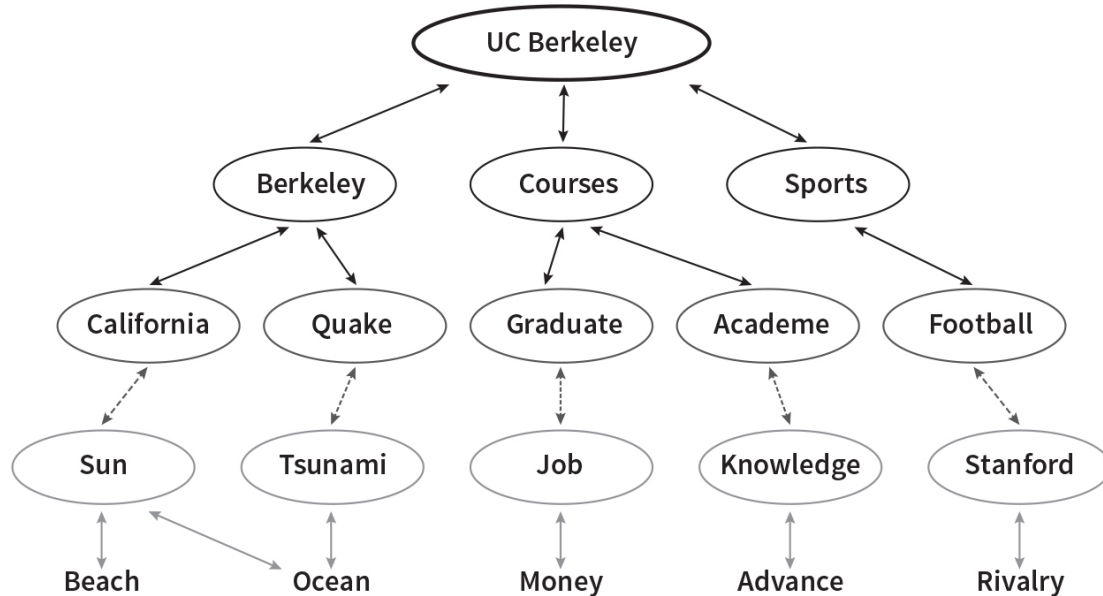 UC Berkeley
Berkeley
Courses
Sports
California
Quake
Graduate
Academe
Football
Sun
Tsunami
Job
Knowledge
Stanford
Beach
Ocean
Money
Advance
Rivalry